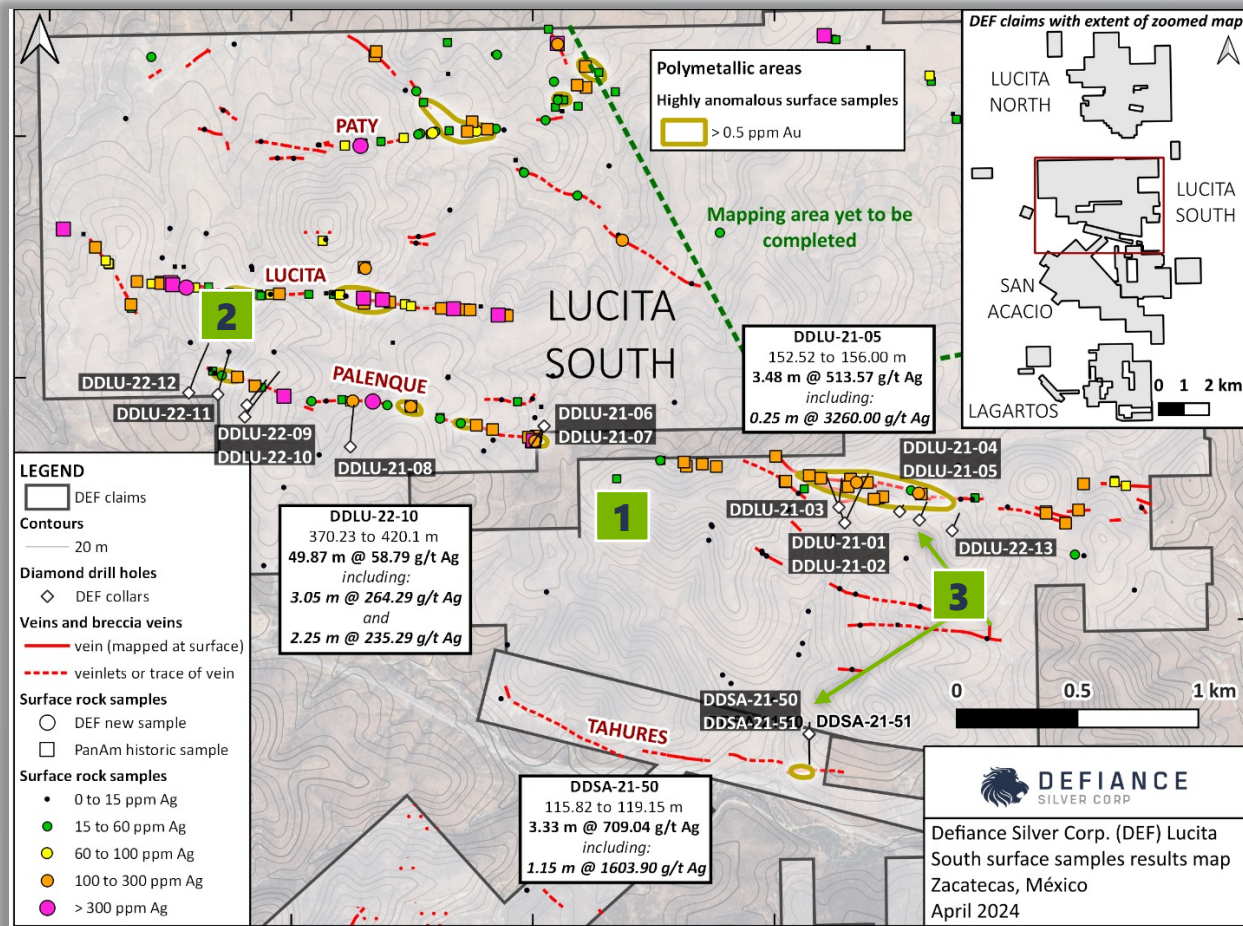 DEF claims with extent of zoomed map
LUCITA
NORTH
LUCITA
SOUTH
SAN
ACACIO
LAGARTOS
0 1 2 km
Polymetallic areas
Highly anomalous surface samples
> 0.5 ppm Au
PATY
Mapping area yet to be
completed
LUCITA
2
LUCITA
SOUTH
PALENQUE
DDLU-22-12
DDLU-22-11
DDLU-22-09
DDLU-22-10
DDLU-21-08
DDLU-21-06
DDLU-21-07
DDLU-21-05
152.52 to 156.00 m
3.48 m @ 513.57 g/t Ag
including:
0.25 m @ 3260.00 g/t Ag
DDLU-21-04
DDLU-21-05
DDLU-21-03
DDLU-21-01
DDLU-21-02
DDLU-22-13
1
3
DDLU-22-10
370.23 to 420.1 m
49.87 m @ 58.79 g/t Ag
including:
3.05 m @ 264.29 g/t Ag
and
2.25 m @ 235.29 g/t Ag
DDSA-21-50
DDSA-21-51
DDSA-21-51
TAHURES
0 0.5 1 km
DDSA-21-50
115.82 to 119.15 m
3.33 m @ 709.04 g/t Ag
including:
1.15 m @ 1603.90 g/t Ag
LEGEND
DEF claims
Contours
20 m
Diamond drill holes
DEF collars
Veins and breccia veins
vein (mapped at surface)
veinlets or trace of vein
Surface rock samples
DEF new sample
PanAm historic sample
Surface rock samples
0 to 15 ppm Ag
15 to 60 ppm Ag
60 to 100 ppm Ag
100 to 300 ppm Ag
> 300 ppm Ag
DEFIANCE
SILVER CORP
Defiance Silver Corp. (DEF) Lucita
South surface samples results map
Zacatecas, México
April 2024